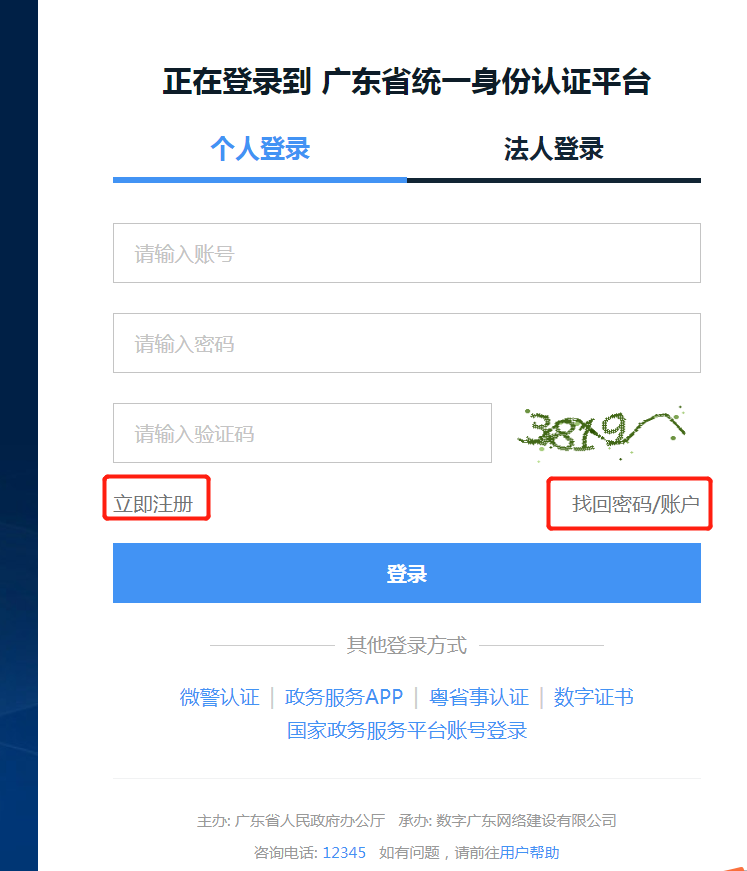 正在登录到 广东省统一身份认证平台
个人登录 法人登录
请输入账号
请输入密码
请输入验证码 3879
立即注册 找回密码/账户
登录
其他登录方式
微警认证 | 政务服务APP | 粤省事认证 | 数字证书
国家政务服务平台账号登录
主办: 广东省人民政府办公厅 承办: 数字广东网络建设有限公司
咨询电话: 12345 如有问题，请前往用户帮助